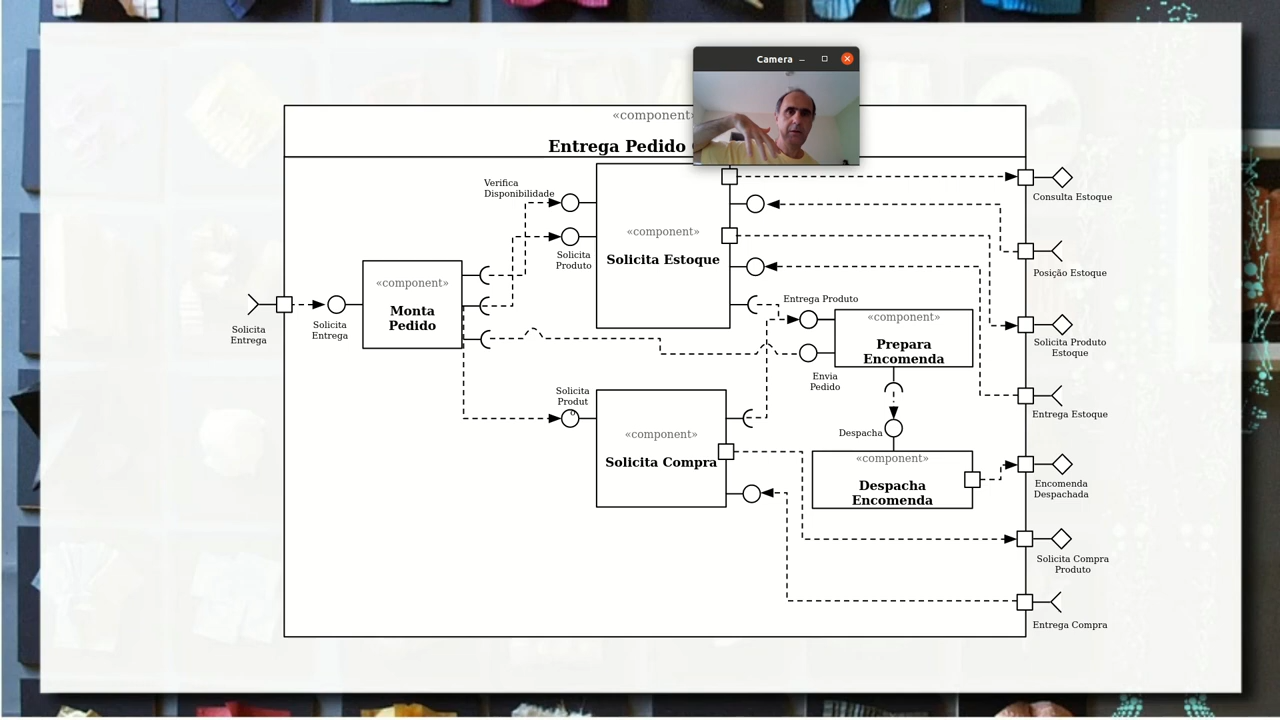 Camera
«component»
Entrega Pedido
Verifica
Disponibilidade
Consulta Estoque
«component»
Solicita Estoque
Solicita
Produto
Posição Estoque
«component»
Monta
Pedido
Entrega Produto
«component»
Prepara
Encomenda
Solicita
Entrega
Solicita
Entrega
Solicita Produto
Estoque
Envia
Pedido
Solicita
Produt
o
Entrega Estoque
«component»
Solicita Compra
Despacha
«component»
Despacha
Encomenda
Encomenda
Despachada
Solicita Compra
Produto
Entrega Compra